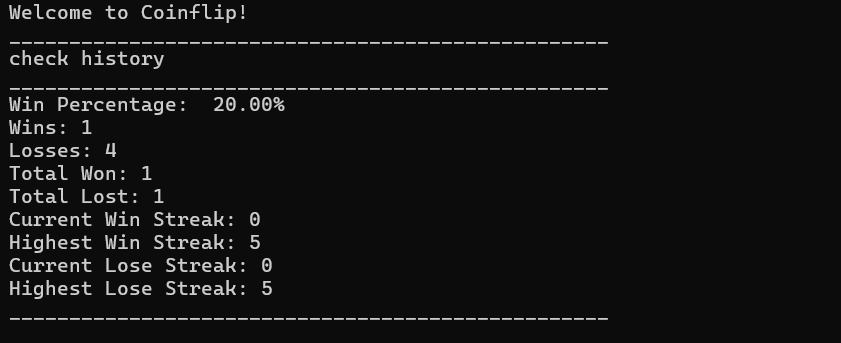 Welcome to Coinflip!
__________________________________________________
check history
__________________________________________________
Win Percentage:  20.00%
Wins: 1
Losses: 4
Total Won: 1
Total Lost: 1
Current Win Streak: 0
Highest Win Streak: 5
Current Lose Streak: 0
Highest Lose Streak: 5
__________________________________________________